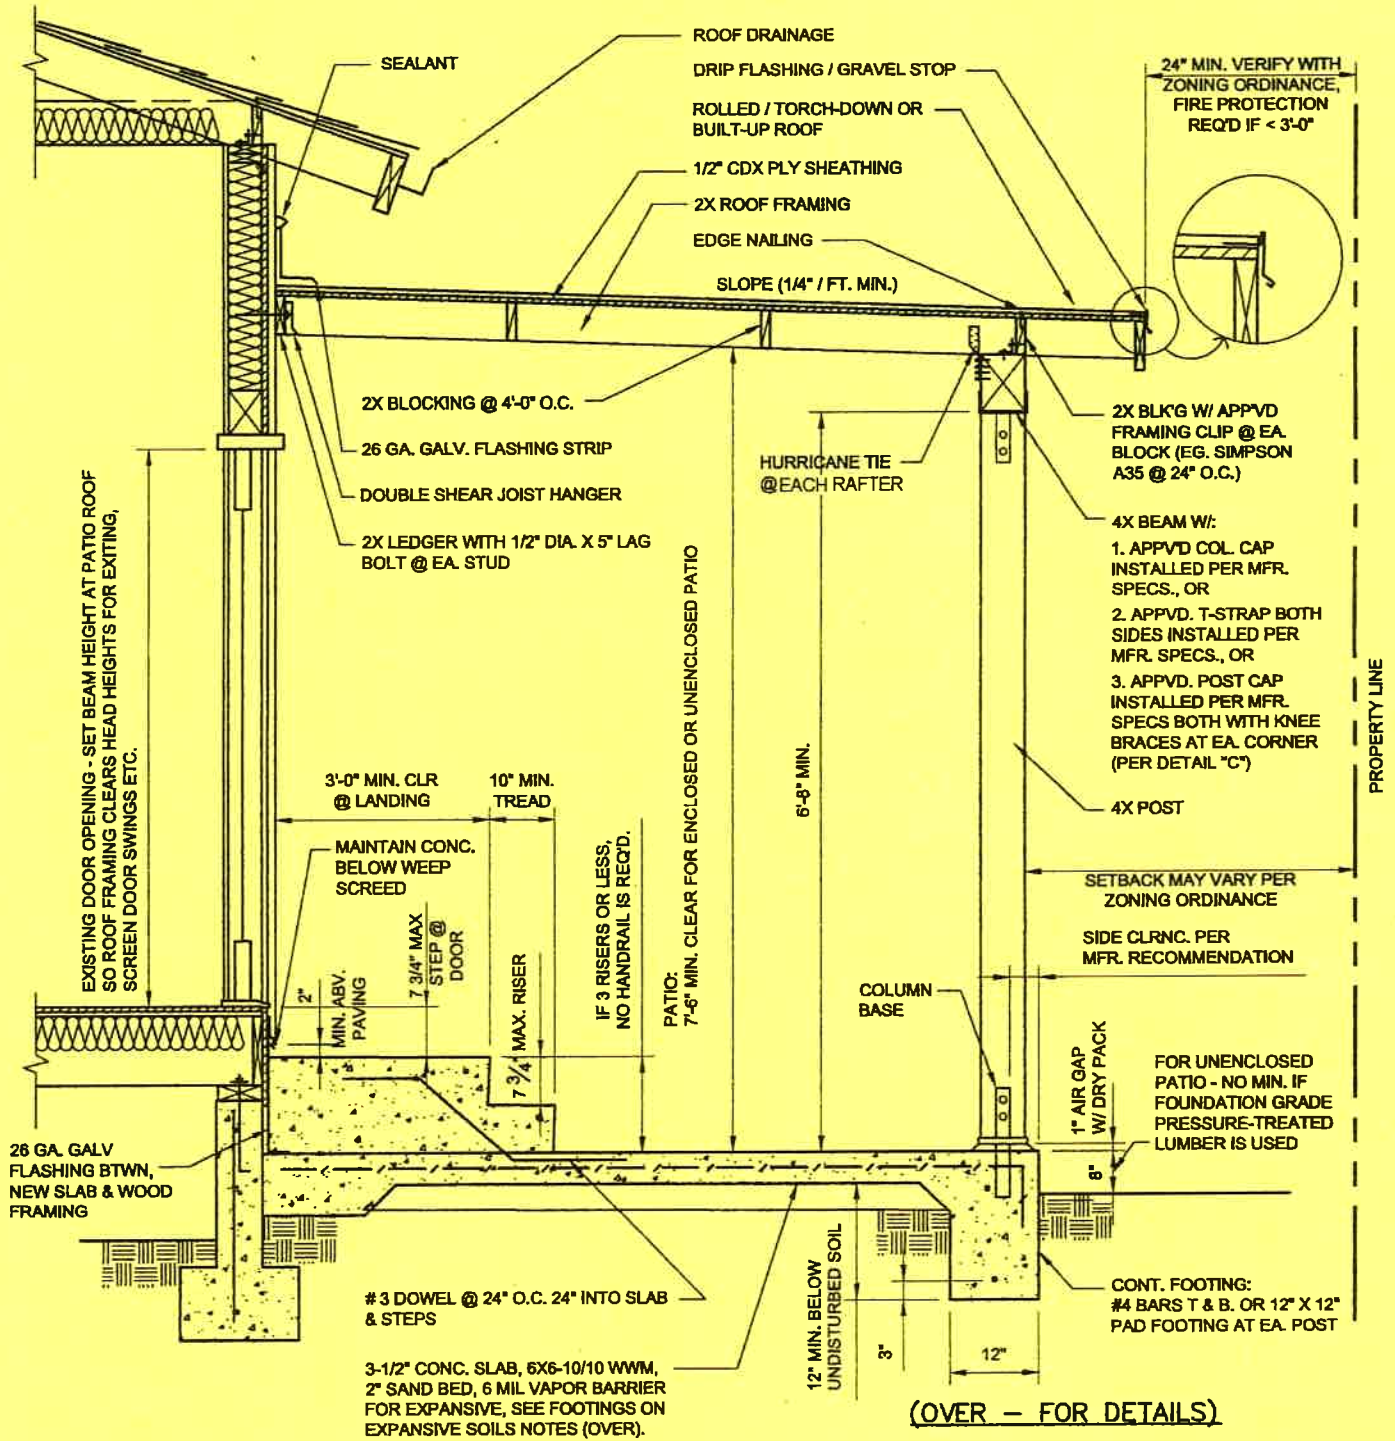 ROOF DRAINAGE
SEALANT
DRIP FLASHING / GRAVEL STOP
ROLLED / TORCH-DOWN OR
BUILT-UP ROOF
24" MIN. VERIFY WITH
ZONING ORDINANCE,
FIRE PROTECTION
REQ'D IF < 3'-0"
1/2" CDX PLY SHEATHING
2X ROOF FRAMING
EDGE NAILING
SLOPE (1/4" / FT. MIN.)
2X BLOCKING @ 4'-0" O.C.
26 GA. GALV. FLASHING STRIP
DOUBLE SHEAR JOIST HANGER
2X LEDGER WITH 1/2" DIA. X 5" LAG
BOLT @ EA. STUD
HURRICANE TIE
@EACH RAFTER
2X BLK'G W/ APP'VD
FRAMING CLIP @ EA.
BLOCK (EG. SIMPSON
A35 @ 24" O.C.)
4X BEAM W/:
1. APPV'D COL. CAP
INSTALLED PER MFR.
SPECS., OR
2. APPVD. T-STRAP BOTH
SIDES INSTALLED PER
MFR. SPECS., OR
3. APPVD. POST CAP
INSTALLED PER MFR.
SPECS BOTH WITH KNEE
BRACES AT EA. CORNER
(PER DETAIL "C")
4X POST
PROPERTY LINE
EXISTING DOOR OPENING - SET BEAM HEIGHT AT PATIO ROOF
SO ROOF FRAMING CLEARS HEAD HEIGHTS FOR EXITING,
SCREEN DOOR SWINGS ETC.
3'-0" MIN. CLR
@ LANDING
10" MIN.
TREAD
MAINTAIN CONC.
BELOW WEEP
SCREED
2"
MIN. ABV.
PAVING
7 3/4" MAX
STEP @
DOOR
7 3/4" MAX. RISER
IF 3 RISERS OR LESS,
NO HANDRAIL IS REQ'D.
PATIO:
7'-6" MIN. CLEAR FOR ENCLOSED OR UNENCLOSED PATIO
6'-8" MIN.
SETBACK MAY VARY PER
ZONING ORDINANCE
SIDE CLRNC. PER
MFR. RECOMMENDATION
COLUMN
BASE
1" AIR GAP
W/ DRY PACK
8"
FOR UNENCLOSED
PATIO - NO MIN. IF
FOUNDATION GRADE
PRESSURE-TREATED
LUMBER IS USED
26 GA. GALV
FLASHING BTWN,
NEW SLAB & WOOD
FRAMING
# 3 DOWEL @ 24" O.C. 24" INTO SLAB
& STEPS
3-1/2" CONC. SLAB, 6X6-10/10 WWM,
2" SAND BED, 6 MIL VAPOR BARRIER
FOR EXPANSIVE, SEE FOOTINGS ON
EXPANSIVE SOILS NOTES (OVER).
12" MIN. BELOW
UNDISTURBED SOIL
3"
12"
CONT. FOOTING:
#4 BARS T & B. OR 12" X 12"
PAD FOOTING AT EA. POST
(OVER - FOR DETAILS)